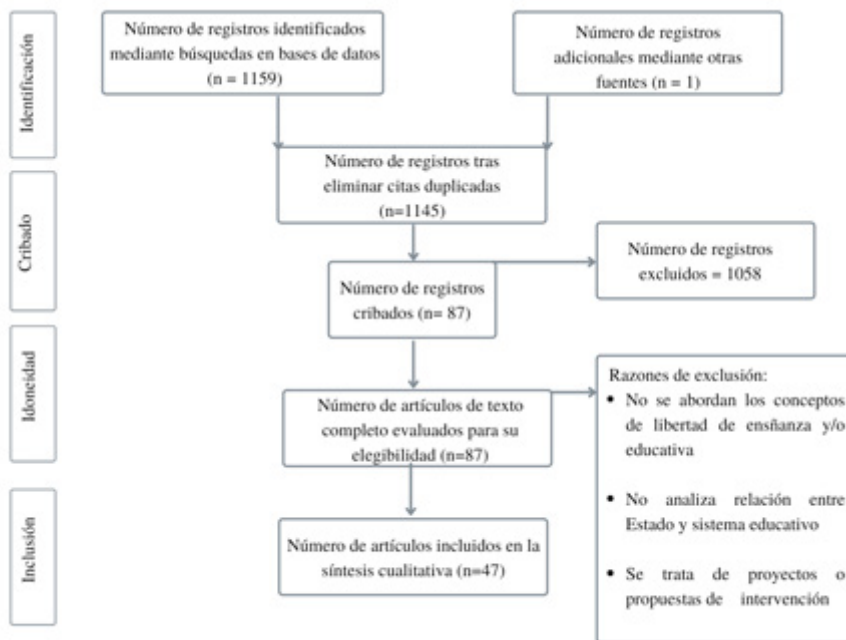 Identificación
Número de registros identificados
mediante búsquedas en bases de datos
(n = 1159)
Número de registros
adicionales mediante otras
fuentes (n = 1)
Número de registros tras
eliminar citas duplicadas
(n=1145)
Cribado
Número de registros
cribados (n= 87)
Número de registros
excluidos = 1058
Idoneidad
Número de artículos de texto
completo evaluados para su
elegibilidad (n=87)
Razones de exclusión:
• No se abordan los conceptos
de libertad de ensñanza y/o
educativa
• No analiza relación entre
Estado y sistema educativo
• Se trata de proyectos o
propuestas de intervención
Inclusión
Número de artículos incluidos en la
síntesis cualitativa (n=47)